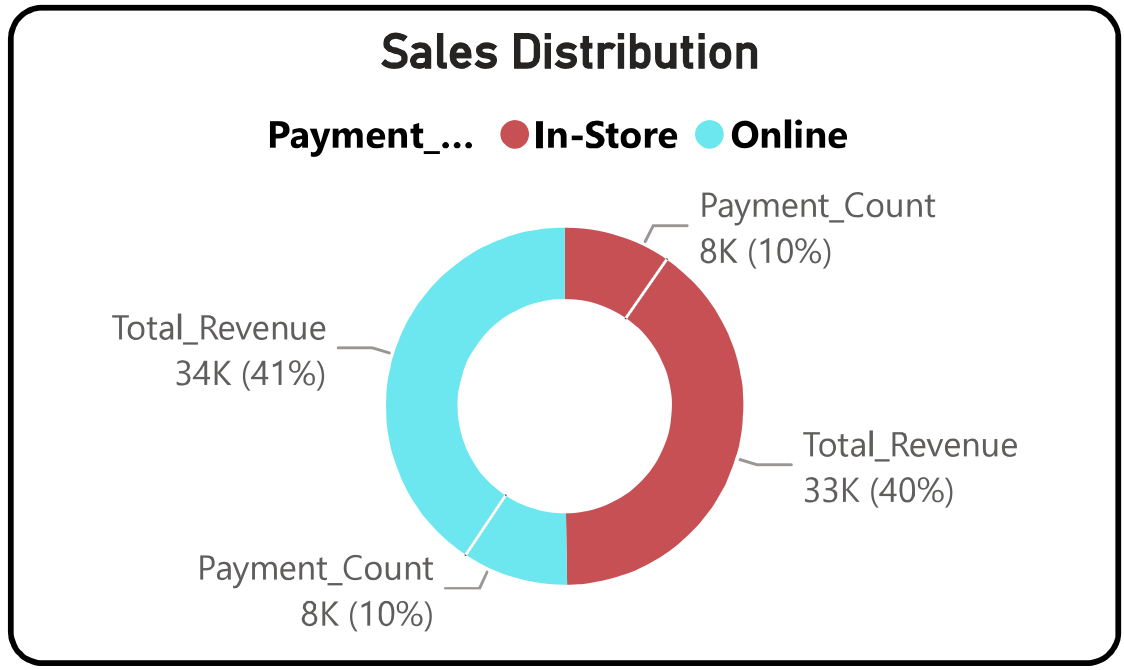 Sales Distribution
Payment_... In-Store Online
Payment_Count
8K (10%)
Total_Revenue
34K (41%)
Total_Revenue
33K (40%)
Payment_Count
8K (10%)